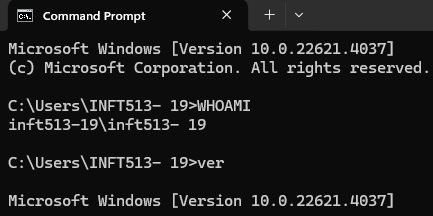 Command Prompt
Microsoft Windows [Version 10.0.22621.4037]
(c) Microsoft Corporation. All rights reserved.
C:\Users\INFT513- 19>WHOAMI
inft513-19\inft513- 19
C:\Users\INFT513- 19>ver
Microsoft Windows [Version 10.0.22621.4037]